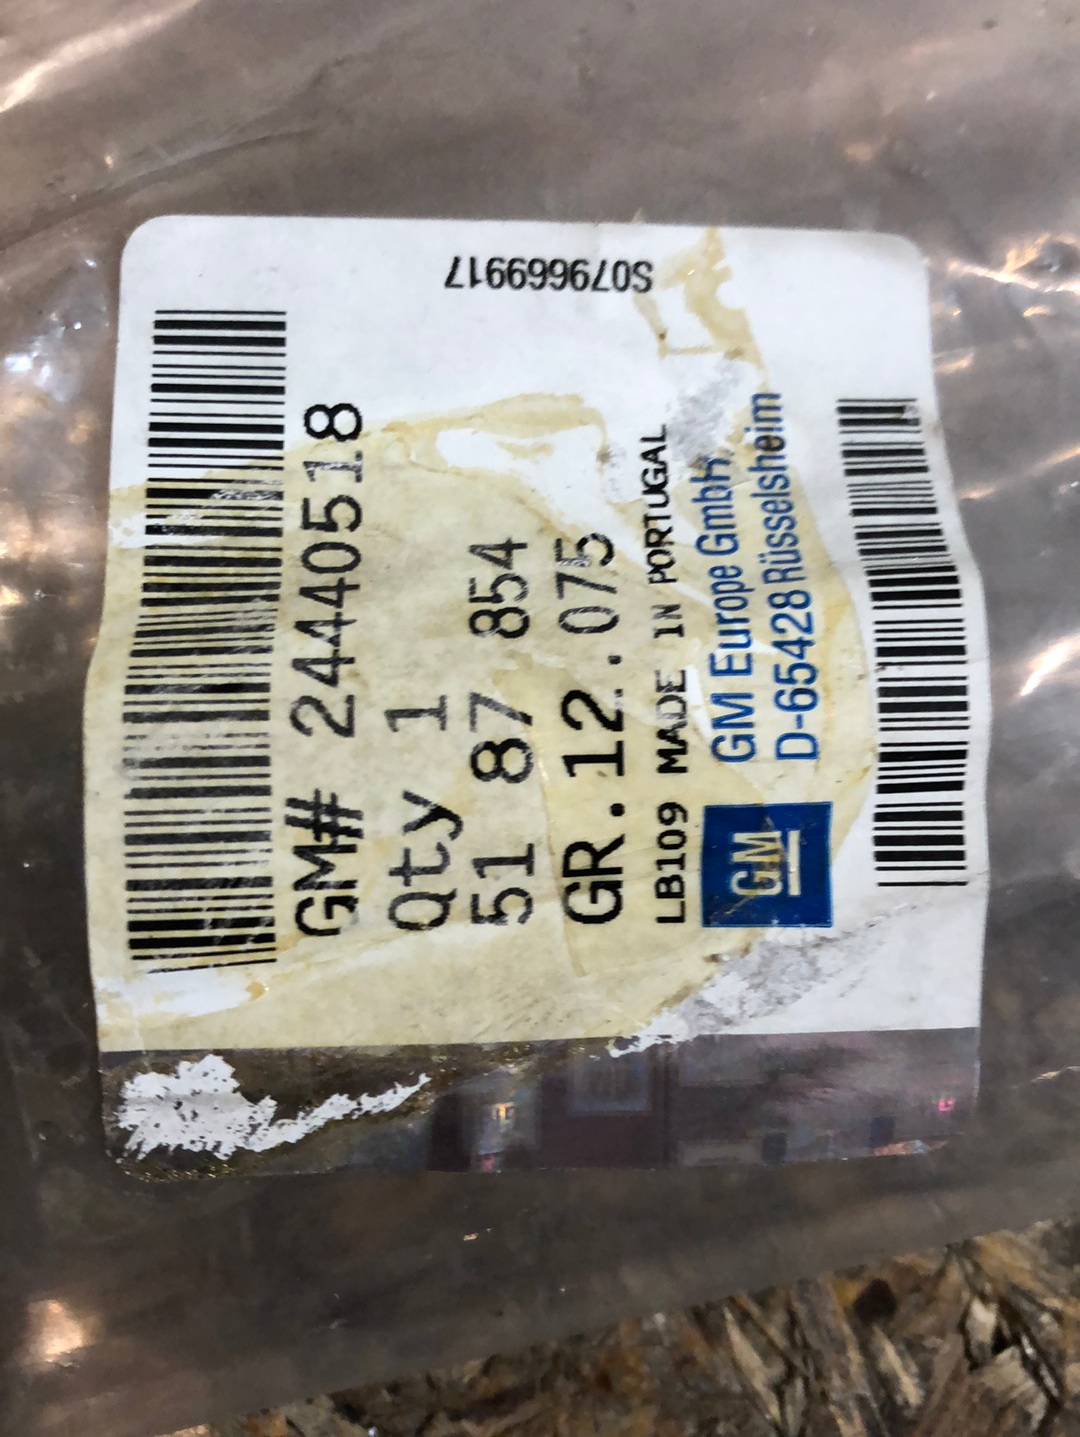 GM# 24440518
Qty 1
51 87 854
GR.12.075
LB109 MADE IN PORTUGAL
GM
GM Europe GmbH
D-65428 Rüsselsheim
S079669917